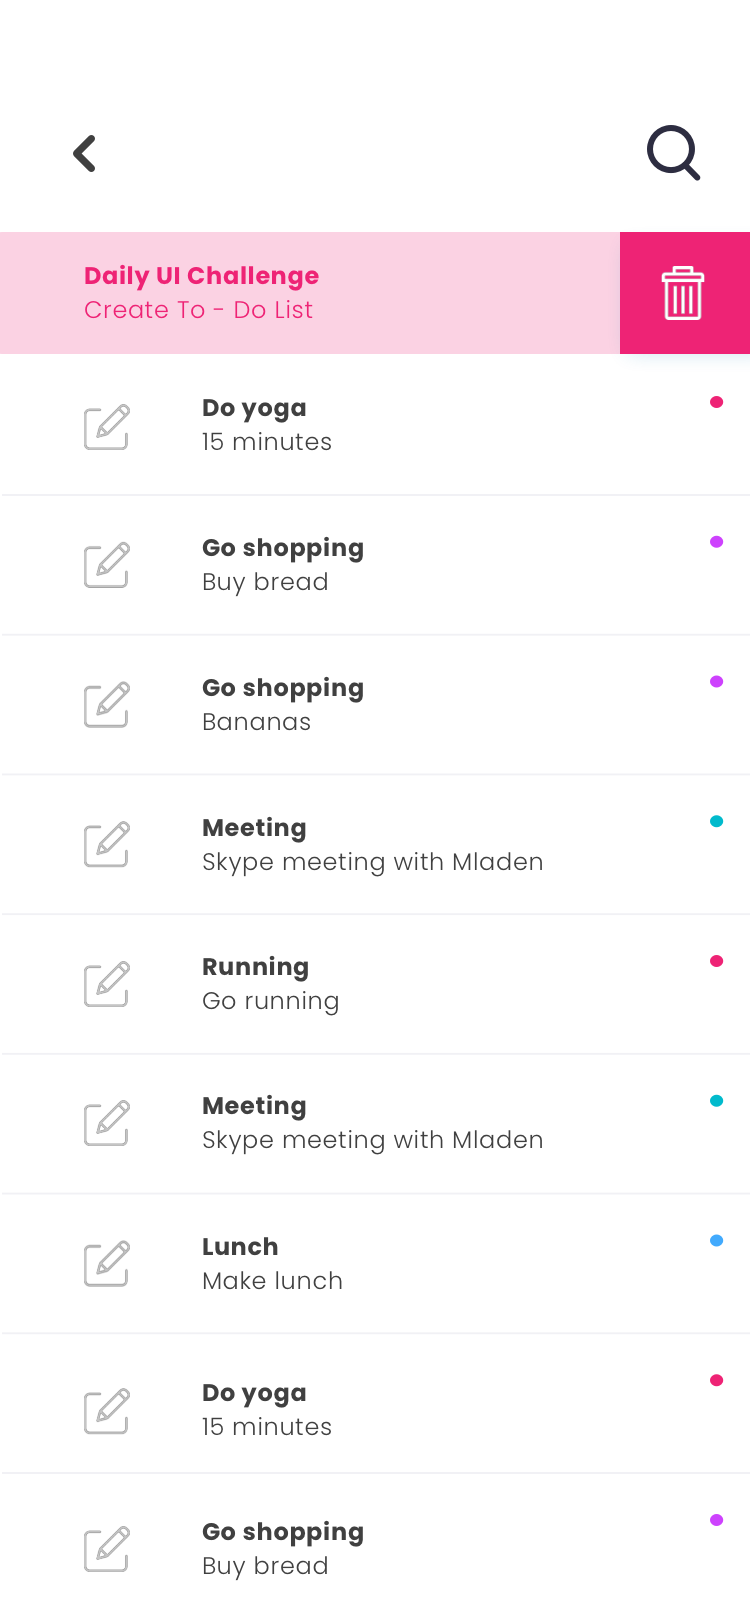 Daily UI Challenge
Create To - Do List
Do yoga
15 minutes
Go shopping
Buy bread
Go shopping
Bananas
Meeting
Skype meeting with Mladen
Running
Go running
Meeting
Skype meeting with Mladen
Lunch
Make lunch
Do yoga
15 minutes
Go shopping
Buy bread